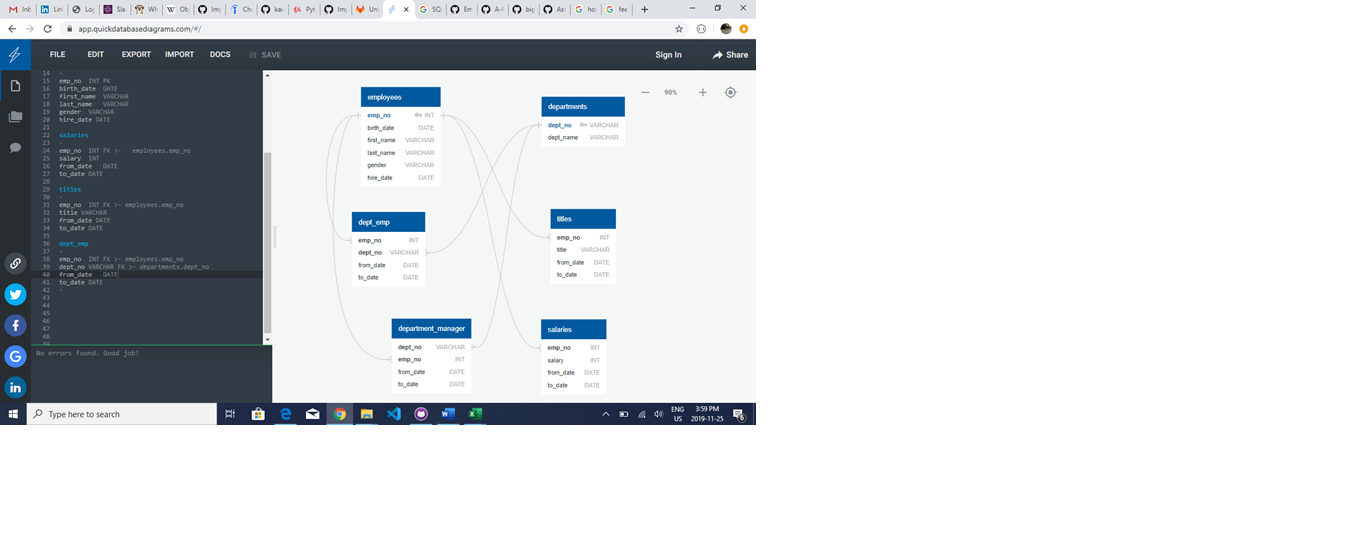 Inb
Lin
Log
Sla
Wh
Obj
Imp
Che
kav
Pyt
Imp
Uni
SQ
Em
A-
big
Ass
ho
fee
app.quickdatabasediagrams.com/#/
FILE EDIT EXPORT IMPORT DOCS SAVE
Sign In Share
14 -
15 emp_no INT PK
16 birth_date DATE
17 first_name VARCHAR
18 last_name VARCHAR
19 gender VARCHAR
20 hire_date DATE
21
22 salaries
23 -
24 emp_no INT FK >- employees.emp_no
25 salary INT
26 from_date DATE
27 to_date DATE
28
29 titles
30 -
31 emp_no INT FK >- employees.emp_no
32 title VARCHAR
33 from_date DATE
34 to_date DATE
35
36 dept_emp
37 -
38 emp_no INT FK >- employees.emp_no
39 dept_no VARCHAR FK >- departments.dept_no
40 from_date DATE
41 to_date DATE
42 -
43
44
45
46
47
48
No errors found. Good job!
90%
employees
emp_no INT
birth_date DATE
first_name VARCHAR
last_name VARCHAR
gender VARCHAR
hire_date DATE
departments
dept_no VARCHAR
dept_name VARCHAR
dept_emp
emp_no INT
dept_no VARCHAR
from_date DATE
to_date DATE
titles
emp_no INT
title VARCHAR
from_date DATE
to_date DATE
department_manager
dept_no VARCHAR
emp_no INT
from_date DATE
to_date DATE
salaries
emp_no INT
salary INT
from_date DATE
to_date DATE
Type here to search
ENG
US
3:59 PM
2019-11-25
6